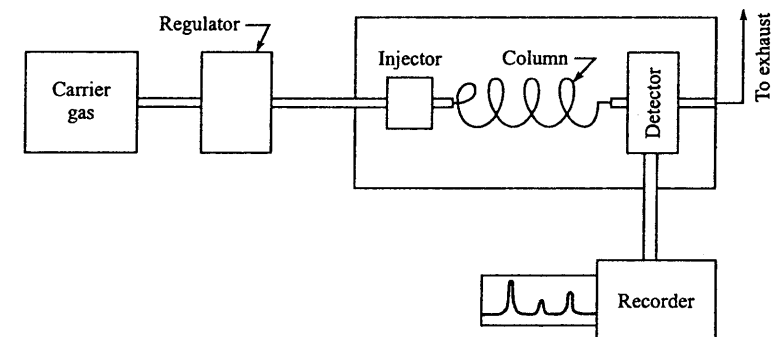 Regulator
Carrier
gas
Injector
Column
Detector
To exhaust
Recorder